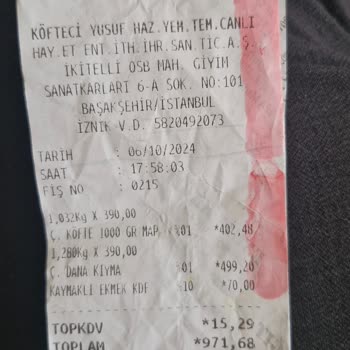 KÖFTECİ YUSUF HAZ.YEM.TEM.CANLI
HAY.ET ENT.İTH.İHR.SAN.TİC.A.Ş.
İKİTELLİ OSB MAH. GİYİM
SANATKARLARI 6-A SOK. NO:101
BAŞAKŞEHİR/İSTANBUL
İZNİK V.D. 5820492073
TARİH : 06/10/2024
SAAT : 17:58:03
FİŞ NO : 0215
1,032Kg X 390,00
Ç. KÖFTE 1000 GR MAP %01 *402,48
1,280Kg X 390,00
Ç. DANA KIYMA %01 *499,20
KAYMAKLI EKMEK KDF %10 *70,00
TOPKDV *15,29
TOPLAM *971,68